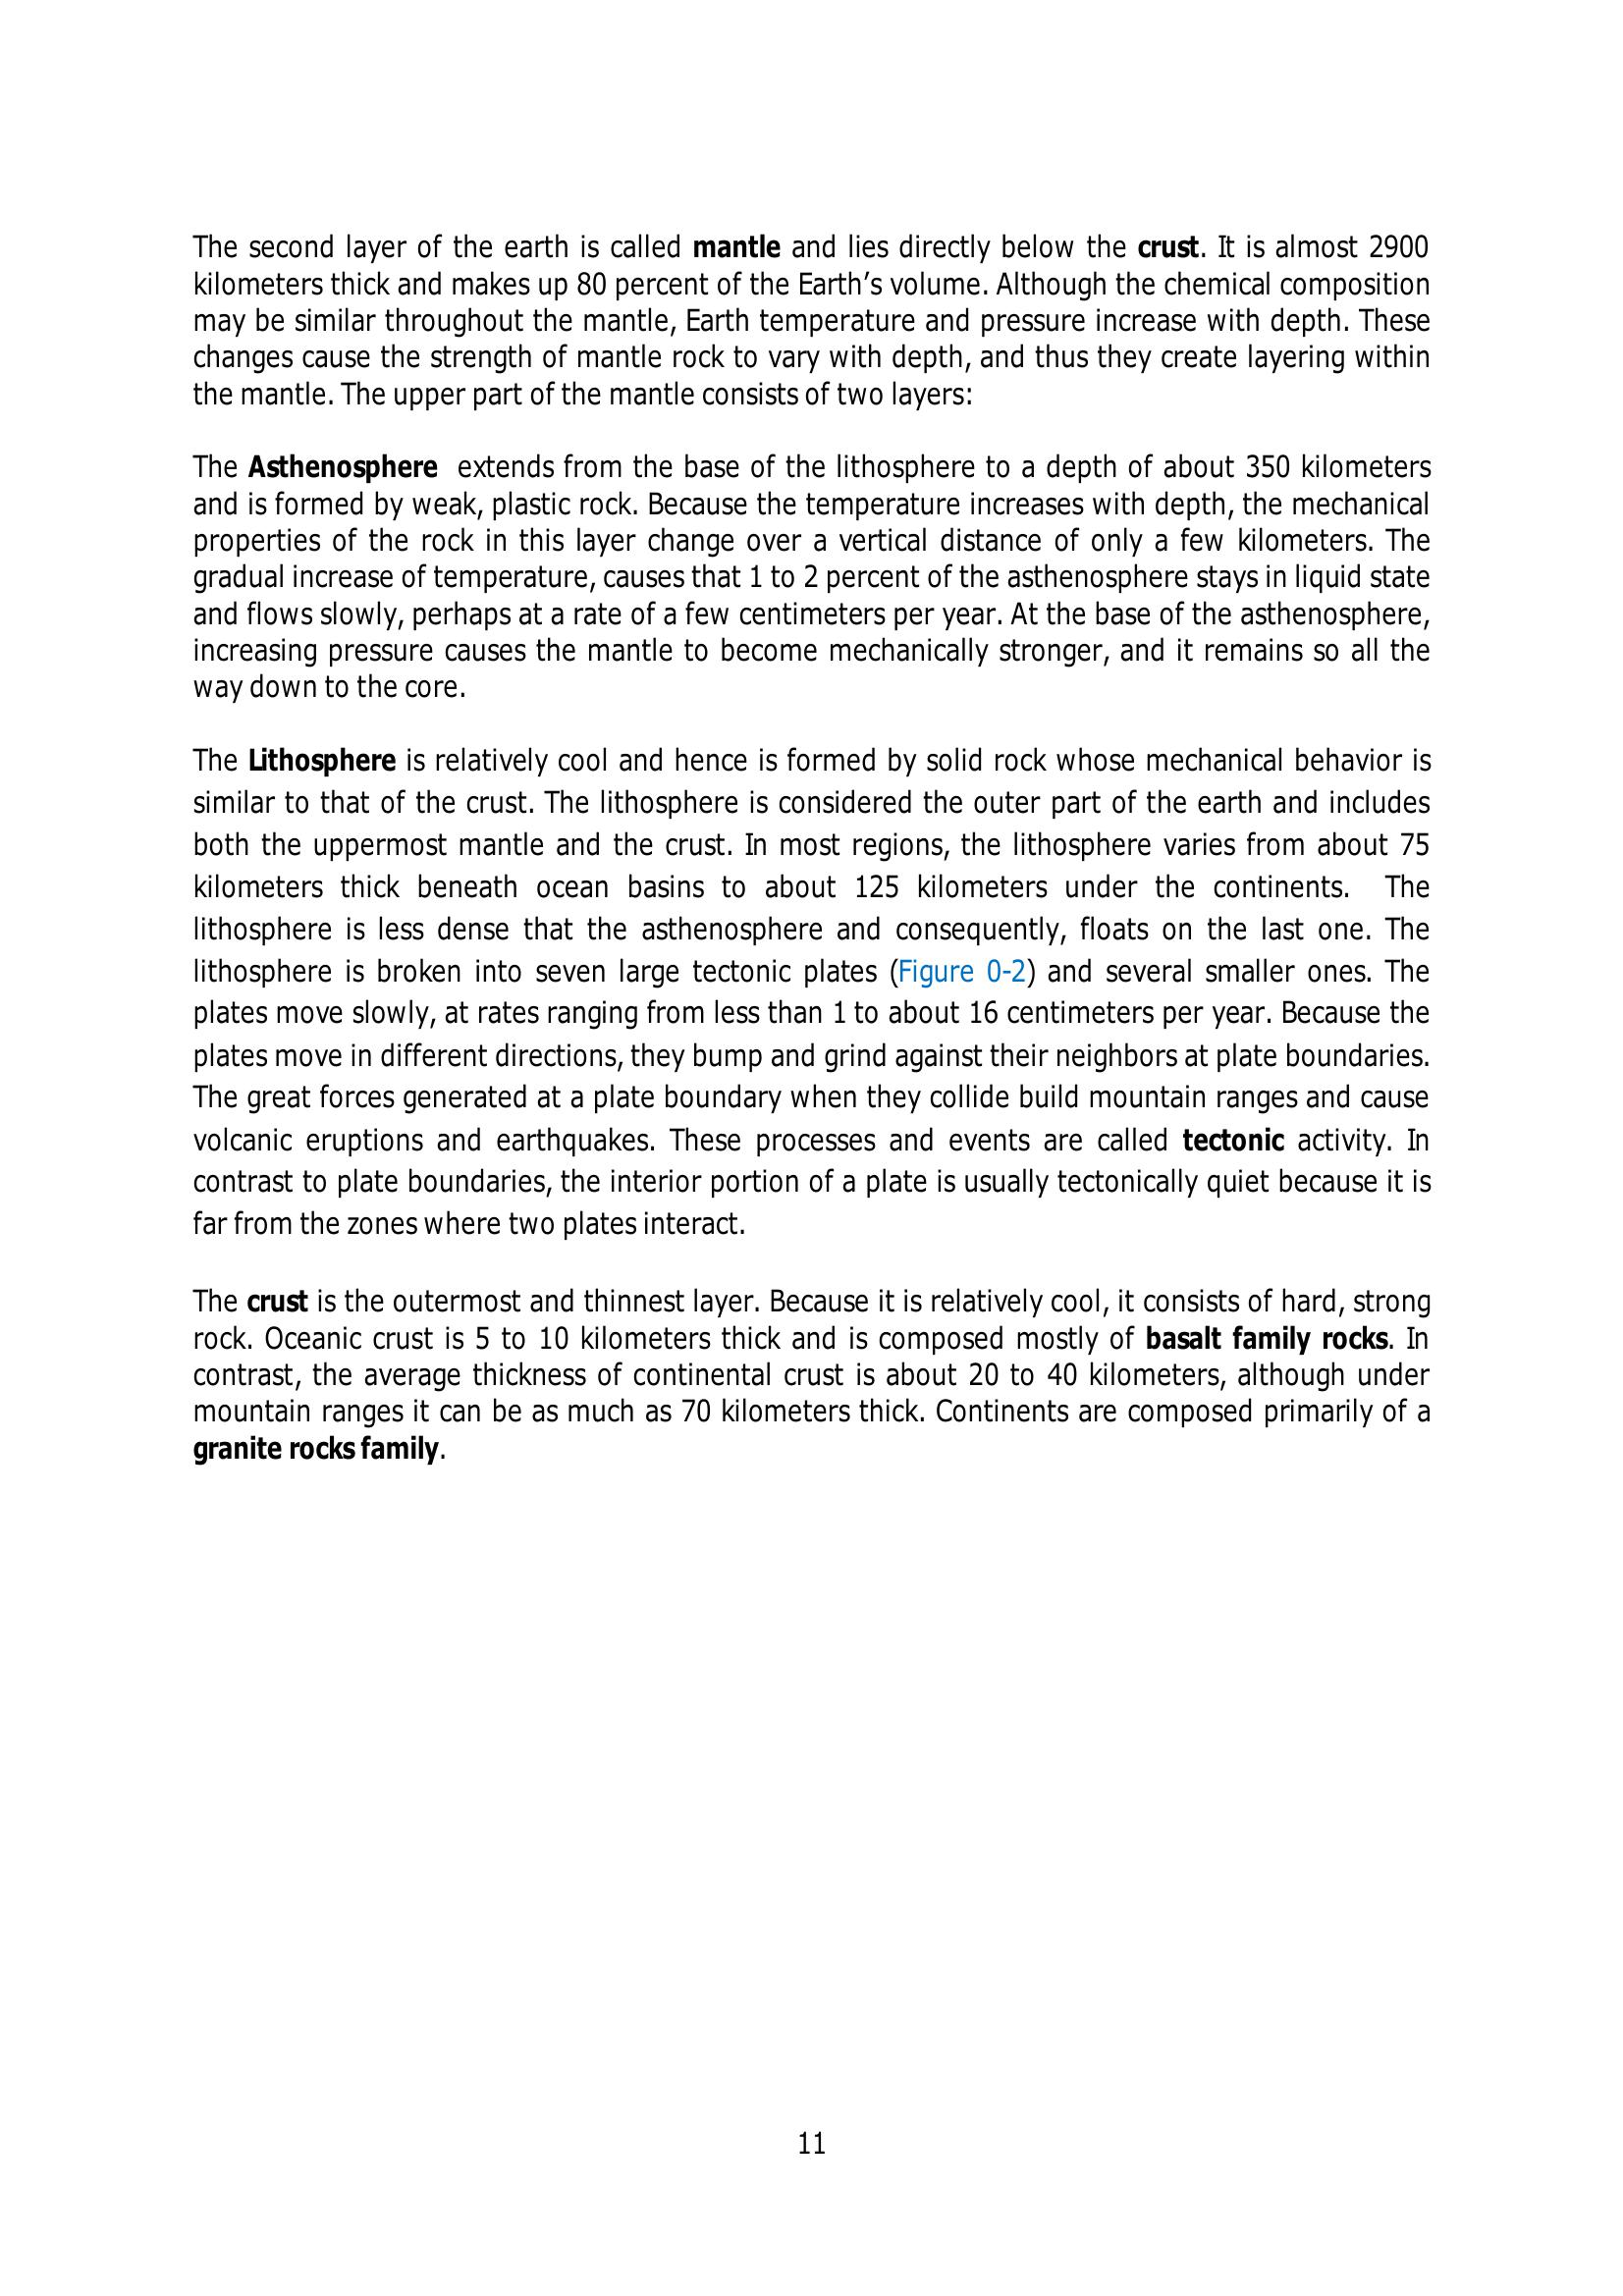 The second layer of the earth is called mantle and lies directly below the crust. It is almost 2900
kilometers thick and makes up 80 percent of the Earth’s volume. Although the chemical composition
may be similar throughout the mantle, Earth temperature and pressure increase with depth. These
changes cause the strength of mantle rock to vary with depth, and thus they create layering within
the mantle. The upper part of the mantle consists of two layers:
The Asthenosphere extends from the base of the lithosphere to a depth of about 350 kilometers
and is formed by weak, plastic rock. Because the temperature increases with depth, the mechanical
properties of the rock in this layer change over a vertical distance of only a few kilometers. The
gradual increase of temperature, causes that 1 to 2 percent of the asthenosphere stays in liquid state
and flows slowly, perhaps at a rate of a few centimeters per year. At the base of the asthenosphere,
increasing pressure causes the mantle to become mechanically stronger, and it remains so all the
way down to the core.
The Lithosphere is relatively cool and hence is formed by solid rock whose mechanical behavior is
similar to that of the crust. The lithosphere is considered the outer part of the earth and includes
both the uppermost mantle and the crust. In most regions, the lithosphere varies from about 75
kilometers thick beneath ocean basins to about 125 kilometers under the continents. The
lithosphere is less dense that the asthenosphere and consequently, floats on the last one. The
lithosphere is broken into seven large tectonic plates (Figure 0-2) and several smaller ones. The
plates move slowly, at rates ranging from less than 1 to about 16 centimeters per year. Because the
plates move in different directions, they bump and grind against their neighbors at plate boundaries.
The great forces generated at a plate boundary when they collide build mountain ranges and cause
volcanic eruptions and earthquakes. These processes and events are called tectonic activity. In
contrast to plate boundaries, the interior portion of a plate is usually tectonically quiet because it is
far from the zones where two plates interact.
The crust is the outermost and thinnest layer. Because it is relatively cool, it consists of hard, strong
rock. Oceanic crust is 5 to 10 kilometers thick and is composed mostly of basalt family rocks. In
contrast, the average thickness of continental crust is about 20 to 40 kilometers, although under
mountain ranges it can be as much as 70 kilometers thick. Continents are composed primarily of a
granite rocks family.
11